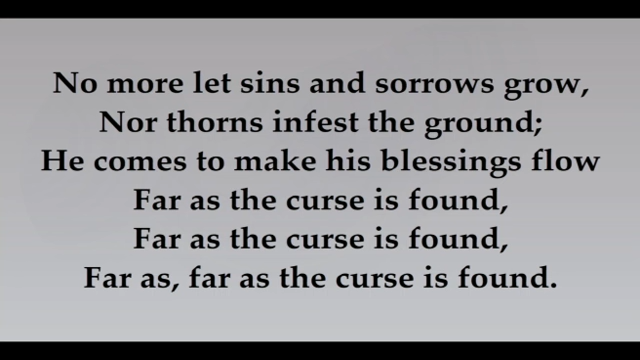 No more let sins and sorrows grow,
Nor thorns infest the ground;
He comes to make his blessings flow
Far as the curse is found,
Far as the curse is found,
Far as, far as the curse is found.